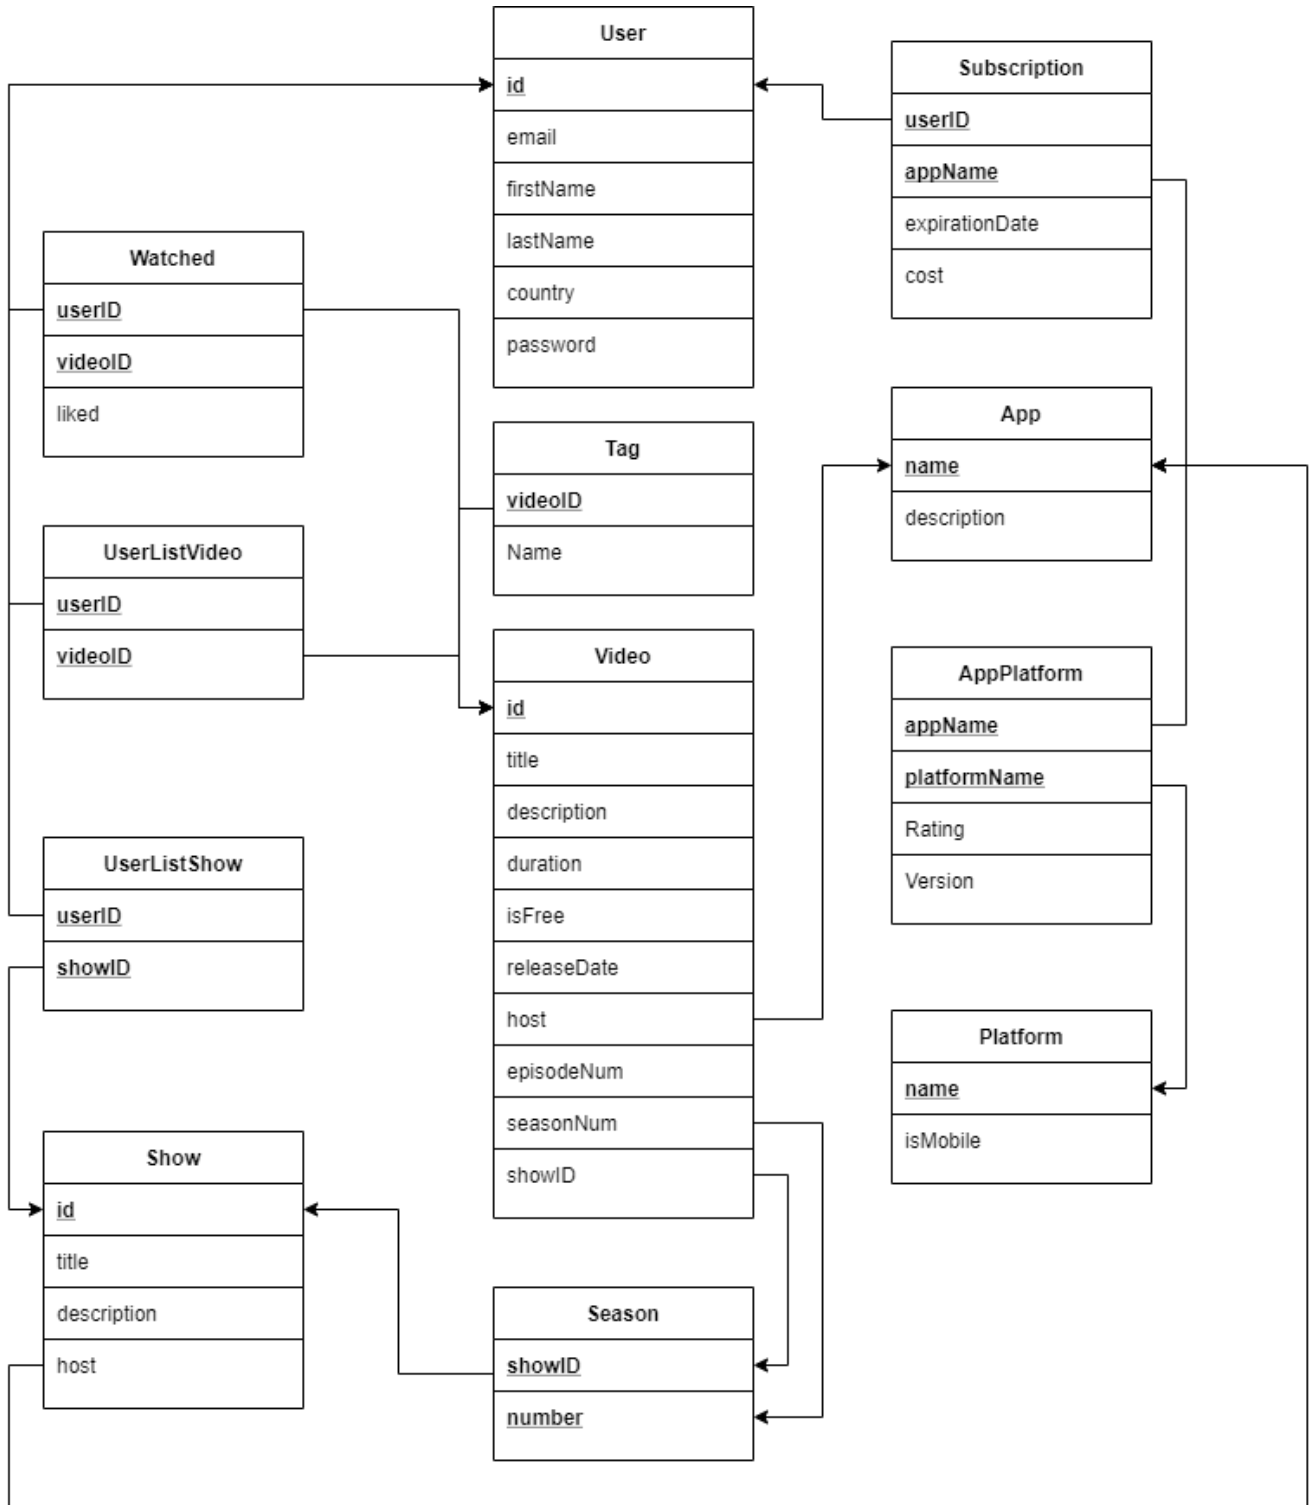 User
id
email
firstName
lastName
country
password
Subscription
userID
appName
expirationDate
cost
Watched
userID
videoID
liked
Tag
videoID
Name
App
name
description
UserListVideo
userID
videoID
Video
id
title
description
duration
isFree
releaseDate
host
episodeNum
seasonNum
showID
AppPlatform
appName
platformName
Rating
Version
UserListShow
userID
showID
Platform
name
isMobile
Show
id
title
description
host
Season
showID
number